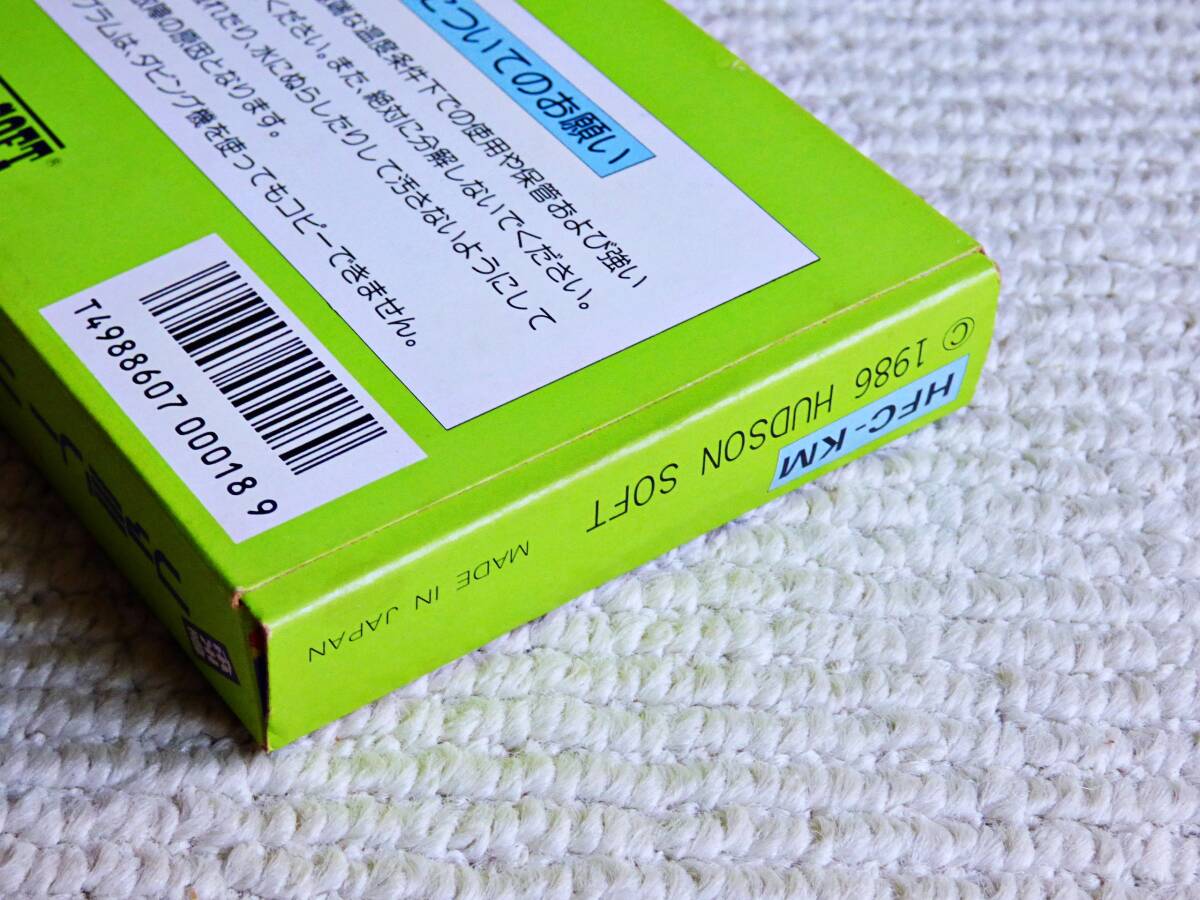 についてのお願い
な温度条件下での使用や保管および強い
ください。また、絶対に分解しないでください。
れたり、水にぬらしたりして汚さないようにして
故障の原因となります。
プラムは、ダビング機を使ってもコピーできません。
SOFT®
T4988607 000189
© 1986 HUDSON SOFT
HFC-KM
MADE IN JAPAN